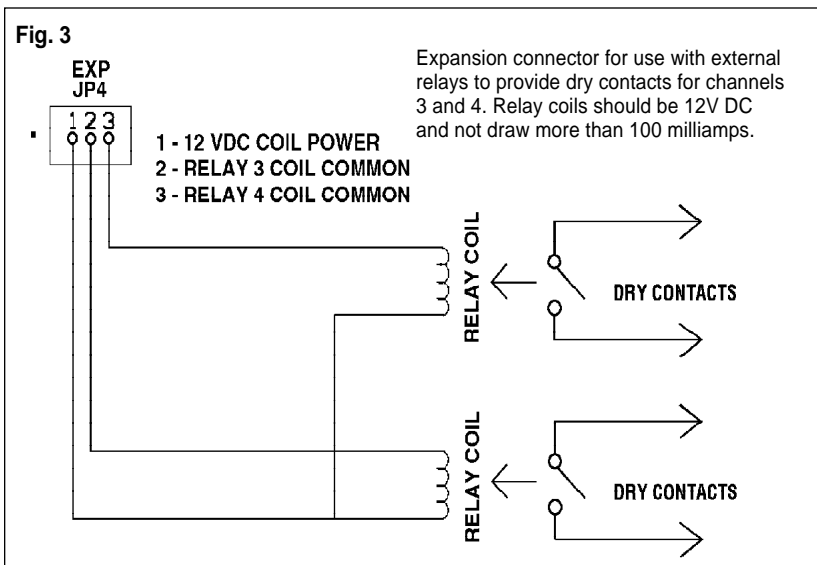 Fig. 3
EXP
JP4
1 2 3
Expansion connector for use with external
relays to provide dry contacts for channels
3 and 4. Relay coils should be 12V DC
and not draw more than 100 milliamps.
1 - 12 VDC COIL POWER
2 - RELAY 3 COIL COMMON
3 - RELAY 4 COIL COMMON
RELAY COIL
DRY CONTACTS
RELAY COIL
DRY CONTACTS